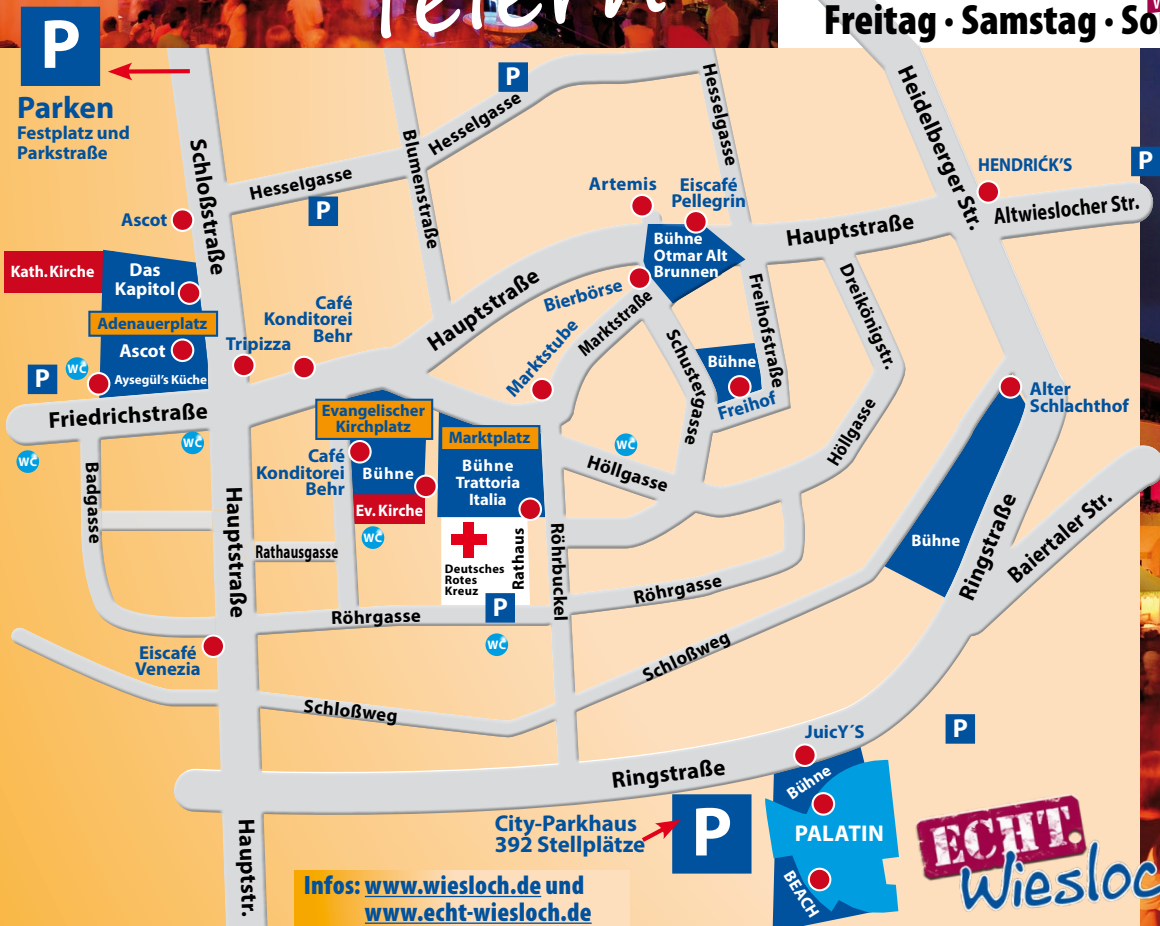 feiern
Freitag · Samstag · So
P
Parken
Festplatz und
Parkstraße
Schloßstraße
Hesselgasse
P
Blumenstraße
Hesselgasse
P
Hesselgasse
Heidelberger Str.
HENDRIĆK'S
P
Altwieslocher Str.
Hauptstraße
Artemis
Eiscafé
Pellegrin
Bühne
Otmar Alt
Brunnen
Ascot
Kath. Kirche
Das
Kapitol
Adenauerplatz
Ascot
Aysegül's Küche
P
WC
Tripizza
Café
Konditorei
Behr
Hauptstraße
Bierbörse
Marktstraße
Marktstube
Schustergasse
Freihofstraße
Bühne
Freihof
Dreikönigstr.
Höllgasse
Alter
Schlachthof
Friedrichstraße
WC
WC
Badgasse
Evangelischer
Kirchplatz
Café
Konditorei
Behr
Bühne
Ev. Kirche
WC
Marktplatz
Bühne
Trattoria
Italia
WC
Höllgasse
Hauptstraße
Rathausgasse
Deutsches
Rotes
Kreuz
Rathaus
Röhrbuckel
P
WC
Röhrgasse
Röhrgasse
Bühne
Ringstraße
Baiertaler Str.
Eiscafé
Venezia
Schloßweg
Schloßweg
Ringstraße
JuicY´S
P
Bühne
PALATIN
BEACH
City-Parkhaus
392 Stellplätze
P
Hauptstr.
Infos: www.wiesloch.de und
www.echt-wiesloch.de
ECHT.
Wiesloc